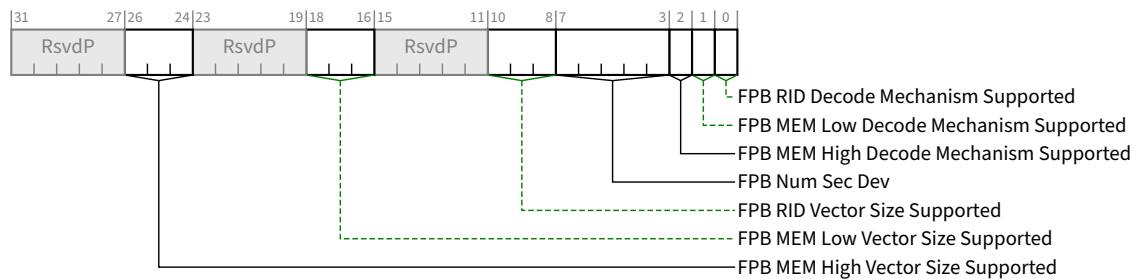 31 27 26 24 23 19 18 16 15 11 10 8 7 3 2 1 0
RsvdP RsvdP RsvdP
FPB RID Decode Mechanism Supported
FPB MEM Low Decode Mechanism Supported
FPB MEM High Decode Mechanism Supported
FPB Num Sec Dev
FPB RID Vector Size Supported
FPB MEM Low Vector Size Supported
FPB MEM High Vector Size Supported